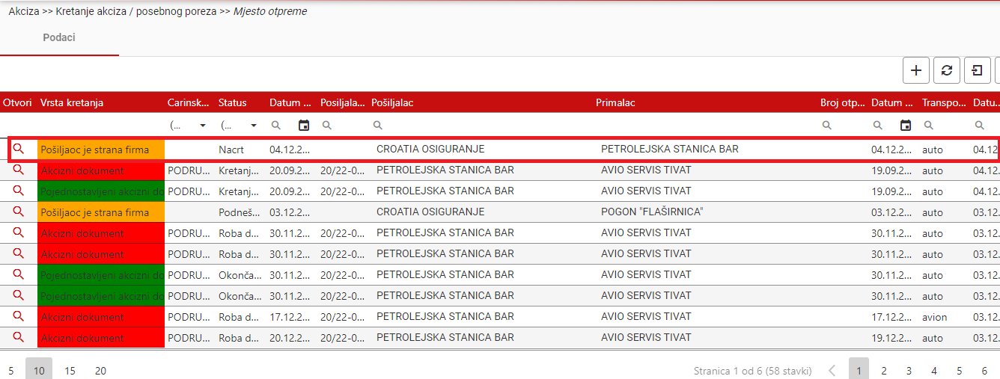 Akciza >> Kretanje akciza / posebnog poreza >> Mjesto otpreme
Podaci
Otvori Vrsta kretanja Carinsk... Status Datum ... Posiljala... Pošiljalac Primalac Broj otp... Datum ... Transpo... Datu...
(... (...
Pošiljaoc je strana firma Nacrt 04.12.2... CROATIA OSIGURANJE PETROLEJSKA STANICA BAR 04.12.2... auto 04.12
Akcizni dokument PODRU... Kretanj... 20.09.2... 20/22-0... PETROLEJSKA STANICA BAR AVIO SERVIS TIVAT 19.09.2... auto 04.12.
Pojednostavljeni akcizni do PODRU... Kretanj... 20.09.2... 20/22-0... PETROLEJSKA STANICA BAR AVIO SERVIS TIVAT 19.09.2... auto 04.12.
Pošiljaoc je strana firma Podneš... 03.12.2... CROATIA OSIGURANJE POGON "FLAŠIRNICA" 03.12.2... auto 03.12.
Akcizni dokument PODRU... Roba d... 30.11.2... 20/22-0... PETROLEJSKA STANICA BAR AVIO SERVIS TIVAT 30.11.2... auto 03.12.
Akcizni dokument PODRU... Roba d... 30.11.2... 20/22-0... PETROLEJSKA STANICA BAR AVIO SERVIS TIVAT 30.11.2... auto 03.12.
Pojednostavljeni akcizni do PODRU... Okonča... 30.11.2... 20/22-0... PETROLEJSKA STANICA BAR AVIO SERVIS TIVAT 30.11.2... auto 03.12.
Pojednostavljeni akcizni do PODRU... Okonča... 30.11.2... 20/22-0... PETROLEJSKA STANICA BAR AVIO SERVIS TIVAT 30.11.2... auto 03.12.
Akcizni dokument PODRU... Roba d... 17.12.2... 20/22-0... PETROLEJSKA STANICA BAR AVIO SERVIS TIVAT 17.12.2... avion 03.12.
Akcizni dokument PODRU... Roba d... 20.12.2... 20/22-0... PETROLEJSKA STANICA BAR AVIO SERVIS TIVAT 19.12.2... auto 03.12.
5 10 15 20 Stranica 1 od 6 (58 stavki) 1 2 3 4 5 6